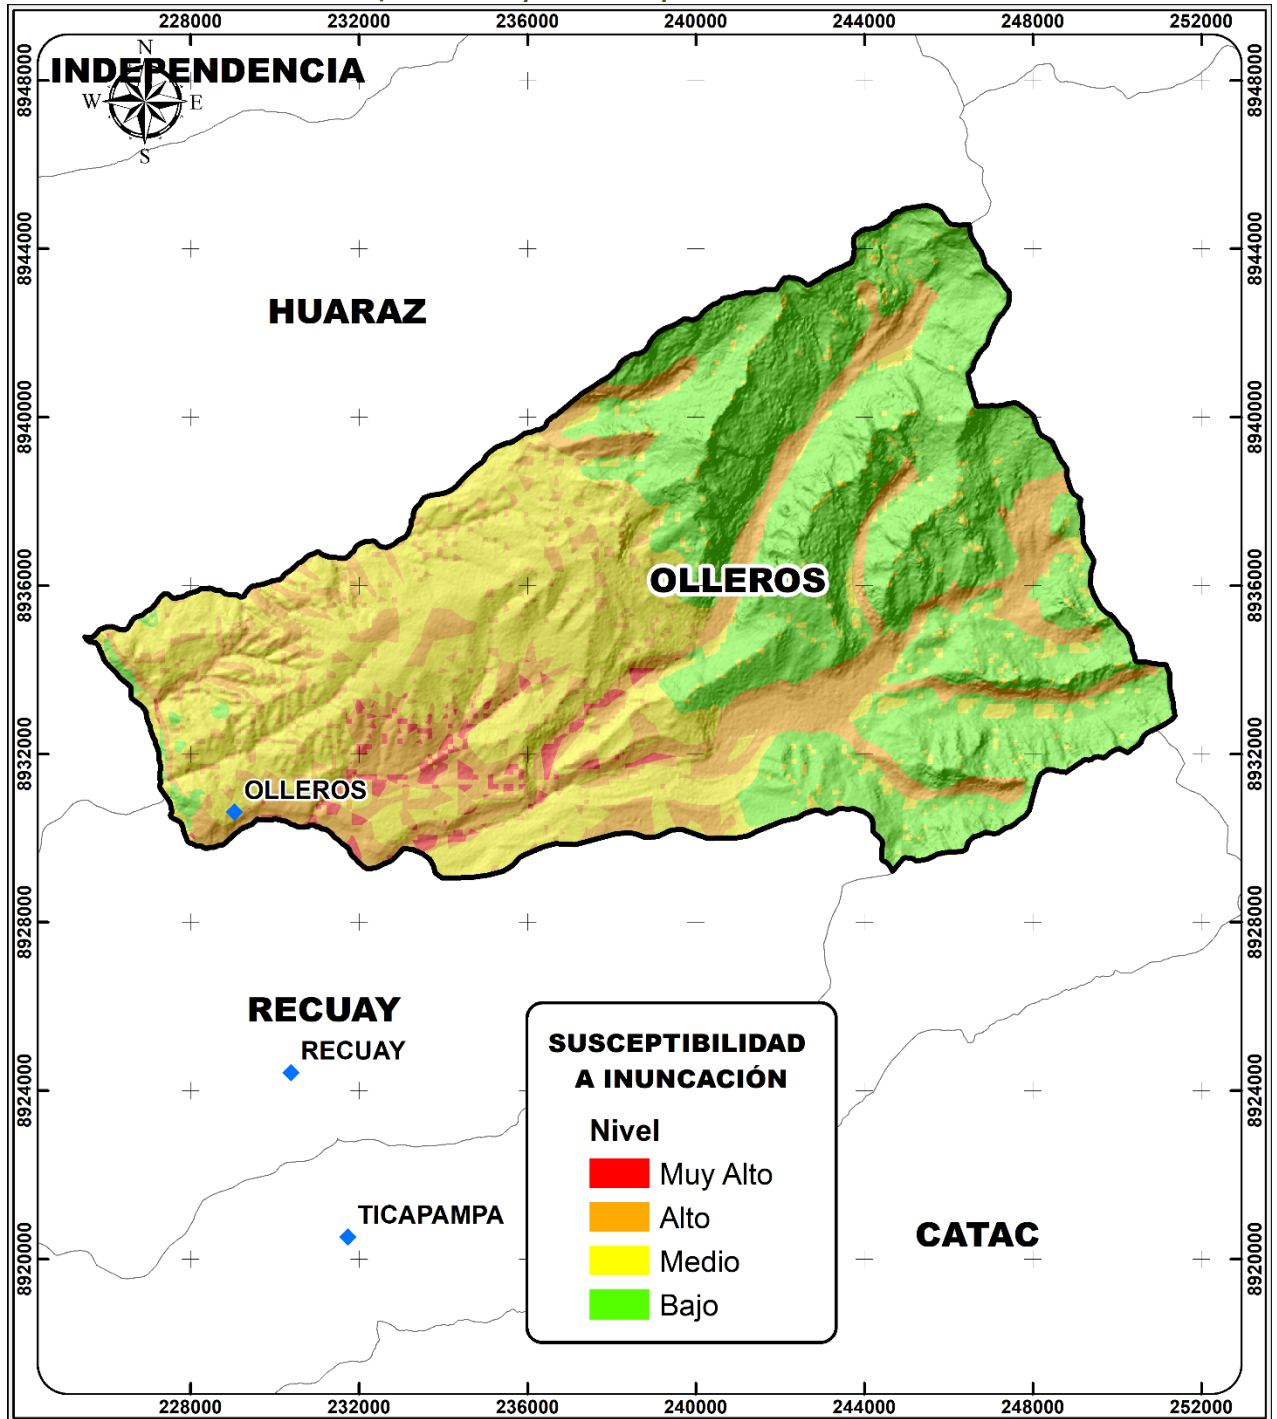 228000 232000 236000 240000 244000 248000 252000
8948000 8948000
INDEPENDENCIA
N
W E
S
8944000 8944000
HUARAZ
8940000 8940000
8936000 OLLEROS 8936000
8932000 8932000
OLLEROS
8928000 8928000
RECUAY
RECUAY
8924000 8924000
TICAPAMPA
CATAC
8920000 8920000
SUSCEPTIBILIDAD
A INUNCACIÓN
Nivel
Muy Alto
Alto
Medio
Bajo
228000 232000 236000 240000 244000 248000 252000